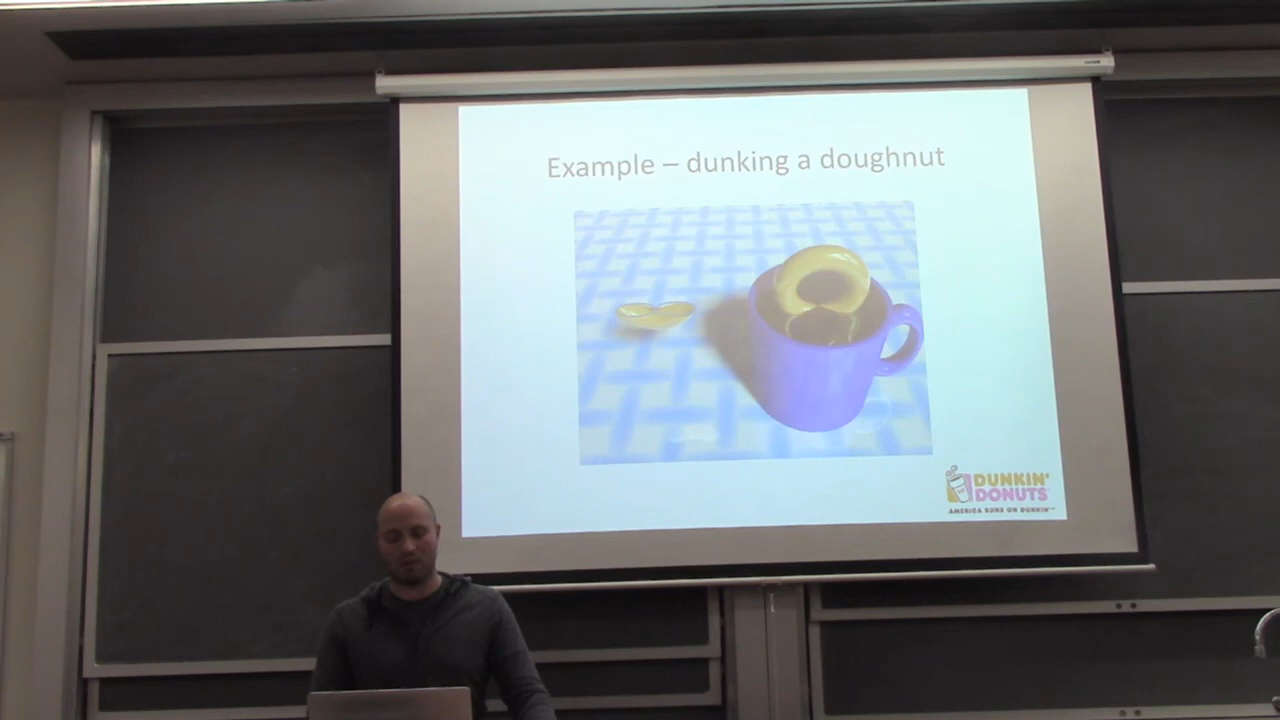 Example – dunking a doughnut
DUNKIN'
DONUTS
AMERICA RUNS ON DUNKIN'